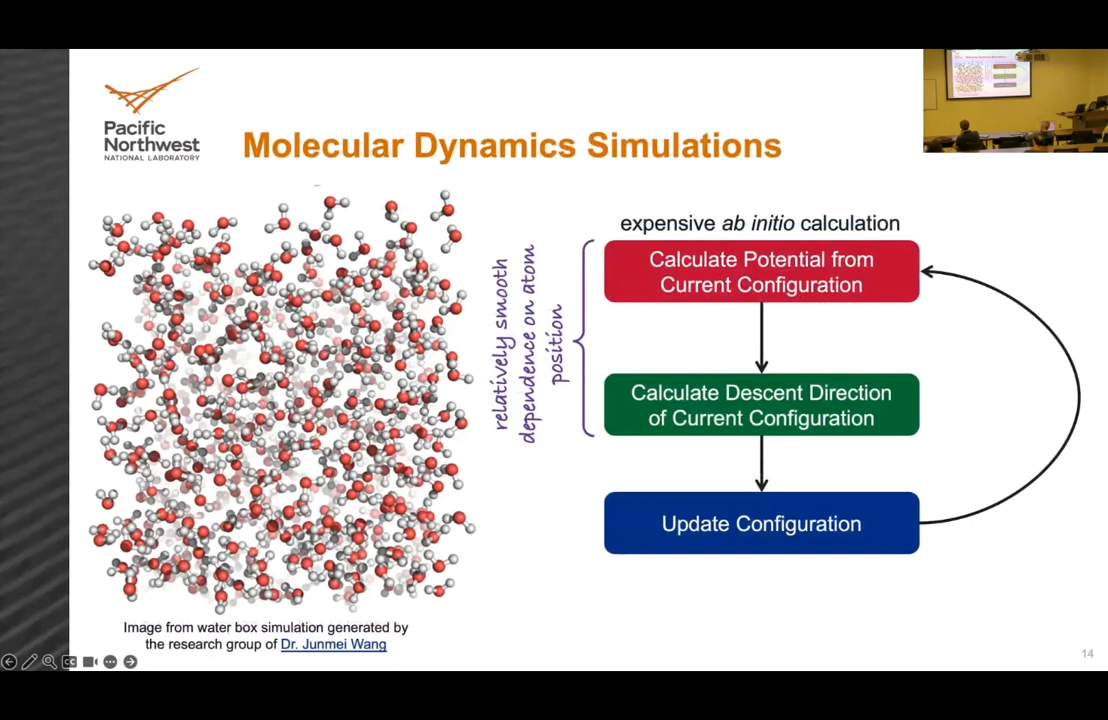 Pacific
Northwest
NATIONAL LABORATORY
Molecular Dynamics Simulations
relatively smooth
dependence on atom
position
expensive ab initio calculation
Calculate Potential from
Current Configuration
Calculate Descent Direction
of Current Configuration
Update Configuration
Image from water box simulation generated by
the research group of Dr. Junmei Wang
CC
14